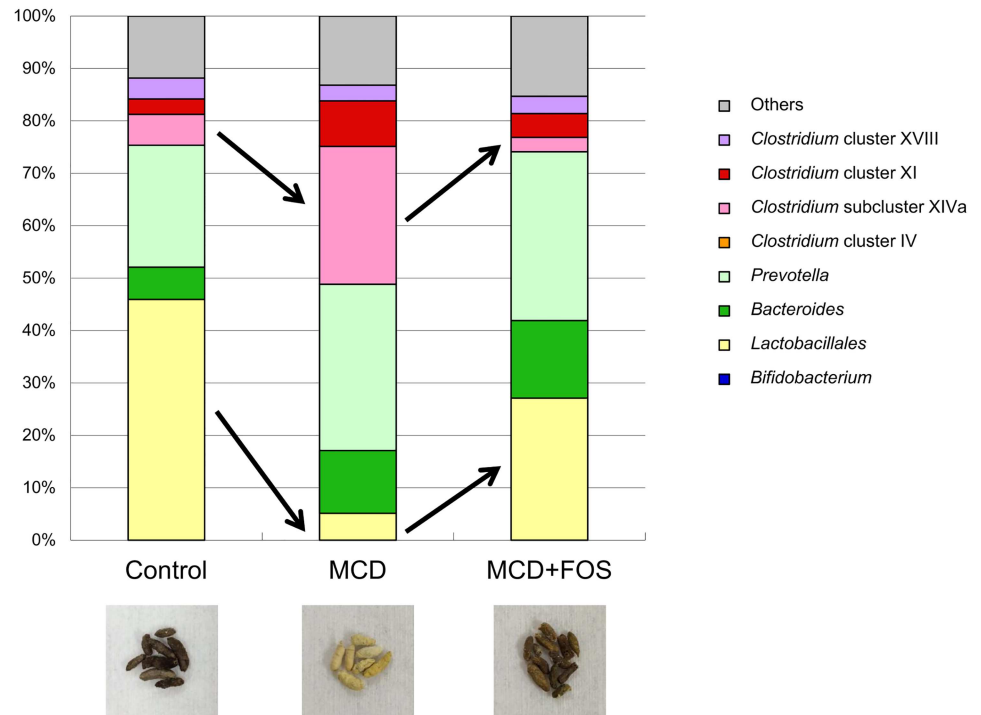 100%
90%
80%
70%
60%
50%
40%
30%
20%
10%
0%
Control
MCD
MCD+FOS
Others
Clostridium cluster XVIII
Clostridium cluster XI
Clostridium subcluster XIVa
Clostridium cluster IV
Prevotella
Bacteroides
Lactobacillales
Bifidobacterium